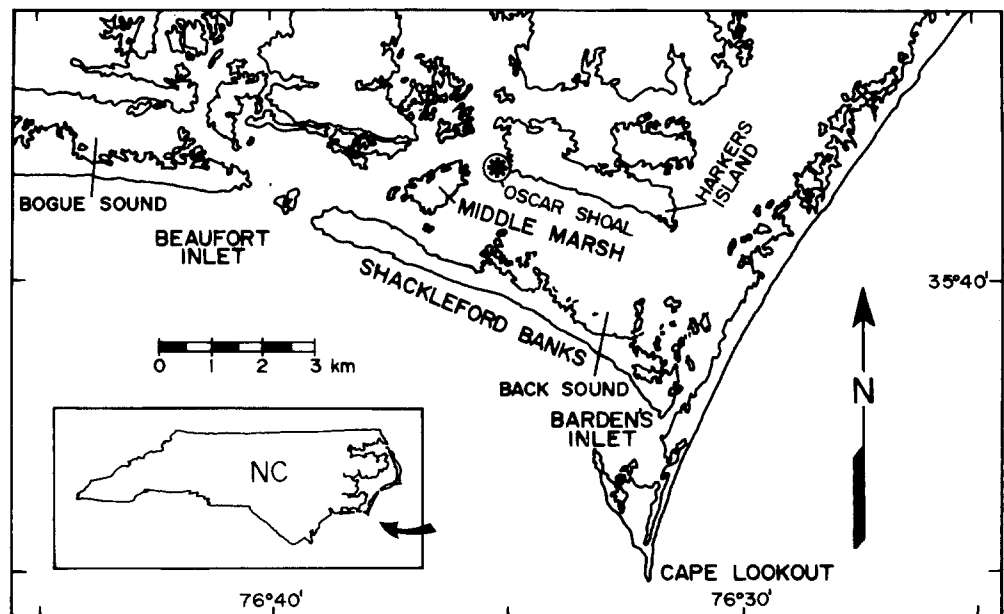 BOGUE SOUND
BEAUFORT
INLET
OSCAR SHOAL
MIDDLE MARSH
HARKERS
ISLAND
SHACKLEFORD BANKS
35°40'
0 1 2 3 km
BACK SOUND
BARDEN'S
INLET
N
NC
CAPE LOOKOUT
76°40'
76°30'